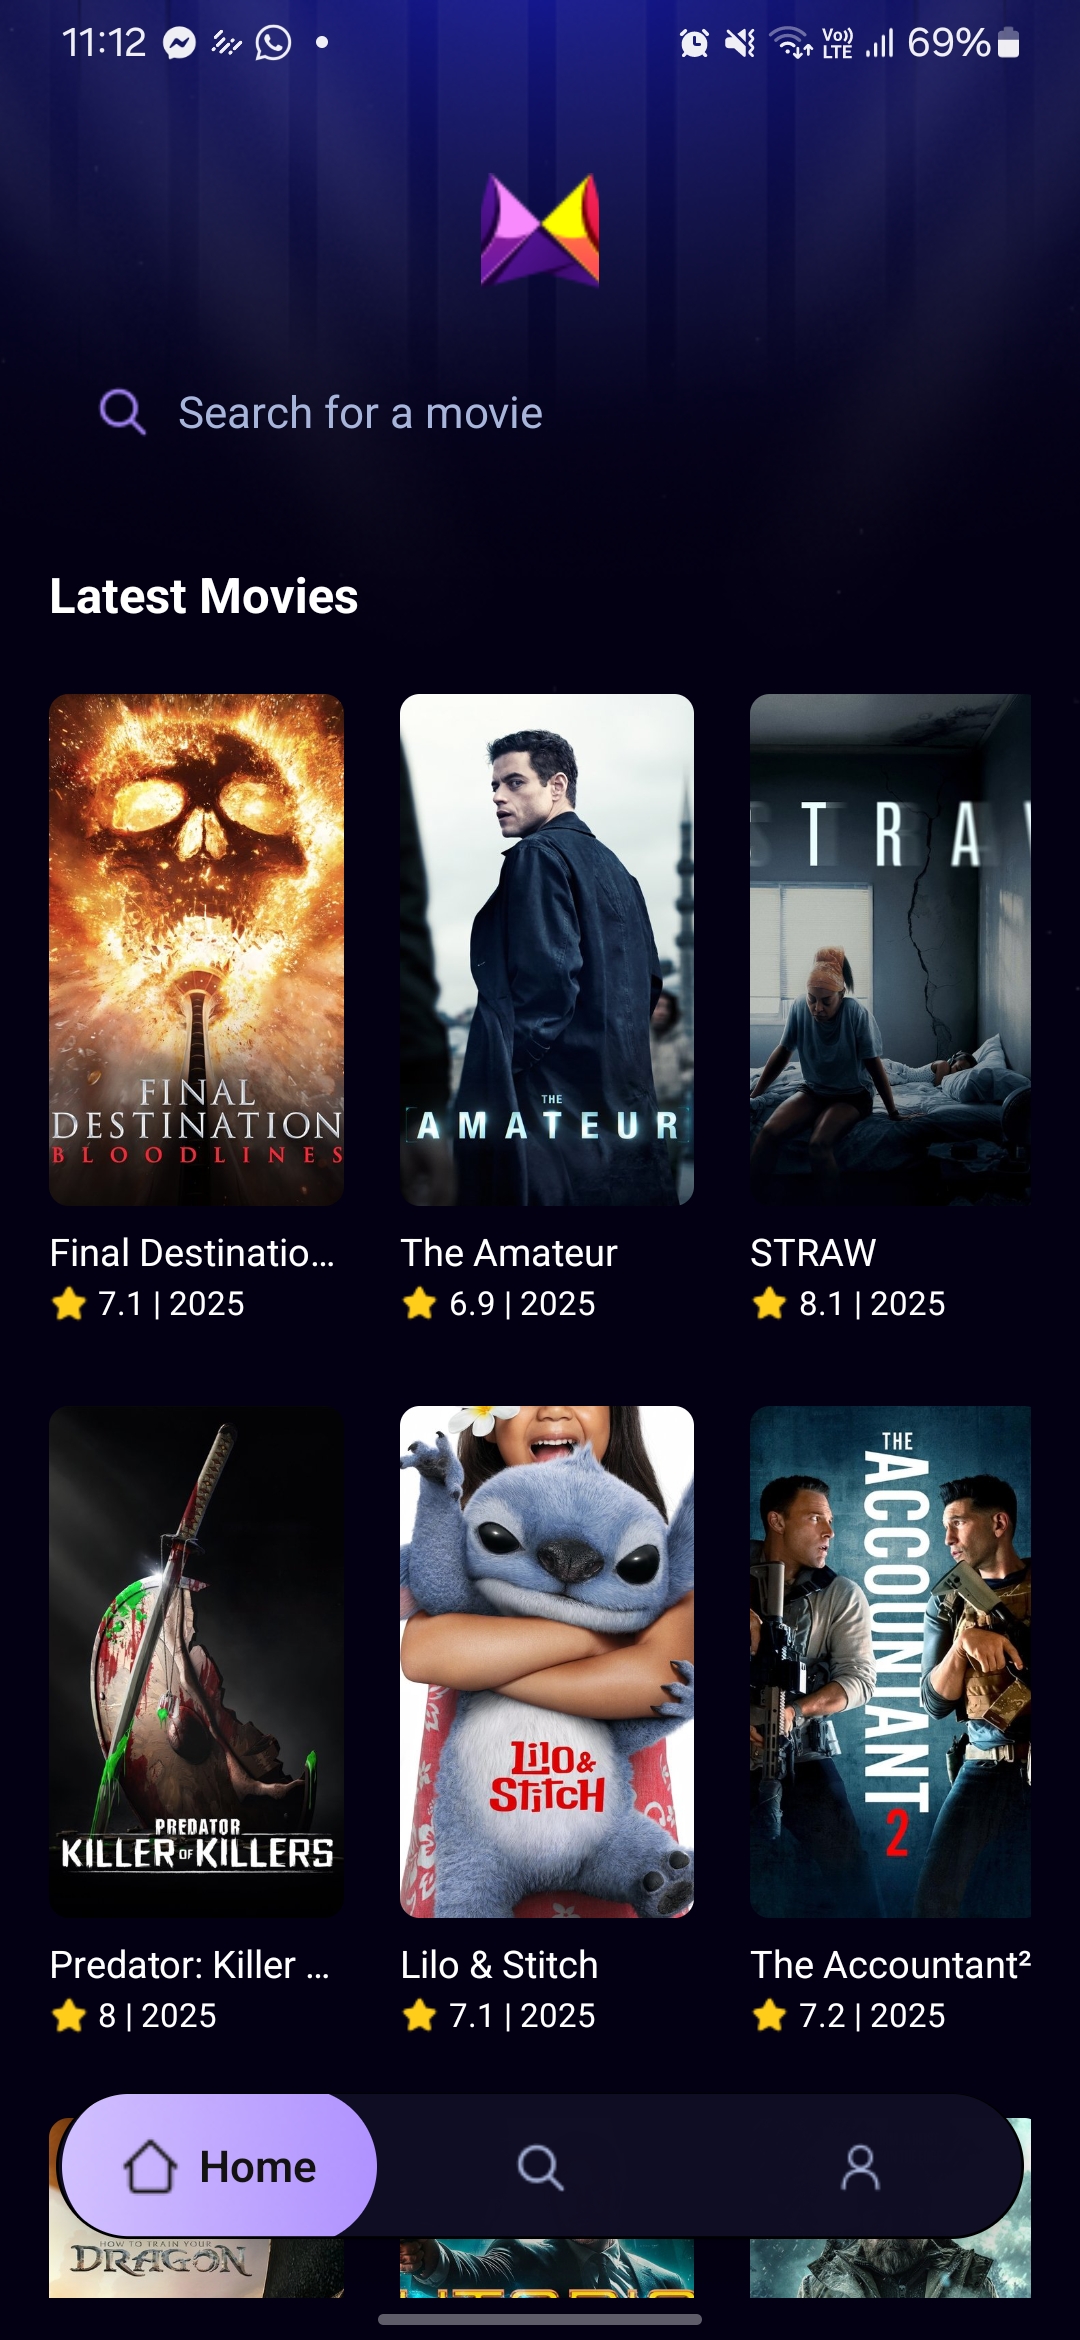 11:12
Vo))
LTE
69%
Search for a movie
Latest Movies
FINAL
DESTINATION
BLOODLINES
THE
AMATEUR
STRA
Final Destinatio...
The Amateur
STRAW
7.1 | 2025
6.9 | 2025
8.1 | 2025
PREDATOR
KILLER OF KILLERS
Lilo &
Stitch
THE
ACCOUNTANT
2
Predator: Killer ...
Lilo & Stitch
The Accountant²
8 | 2025
7.1 | 2025
7.2 | 2025
Home
HOW TO TRAIN YOUR
DRAGON